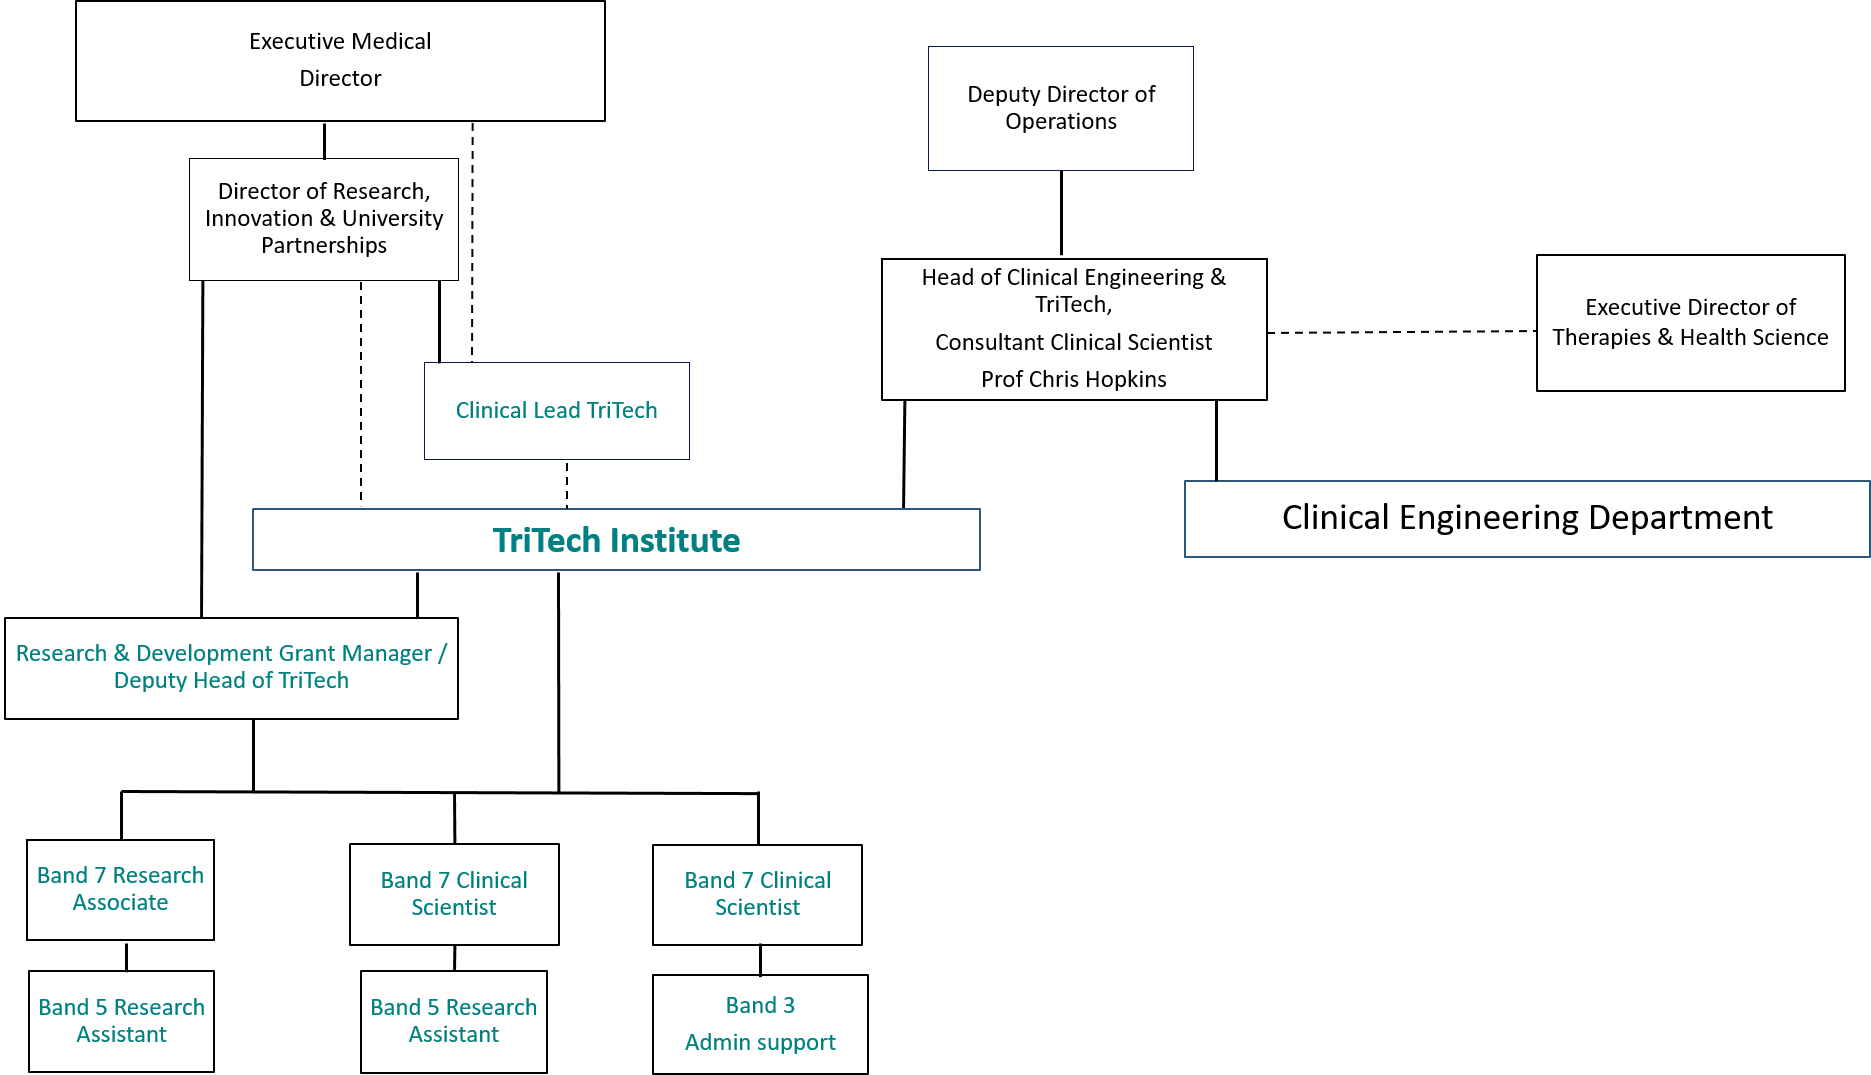 Executive Medical
Director
Deputy Director of
Operations
Director of Research,
Innovation & University
Partnerships
Head of Clinical Engineering &
TriTech,
Consultant Clinical Scientist
Prof Chris Hopkins
Executive Director of
Therapies & Health Science
Clinical Lead TriTech
TriTech Institute
Clinical Engineering Department
Research & Development Grant Manager /
Deputy Head of TriTech
Band 7 Research
Associate
Band 7 Clinical
Scientist
Band 7 Clinical
Scientist
Band 5 Research
Assistant
Band 5 Research
Assistant
Band 3
Admin support